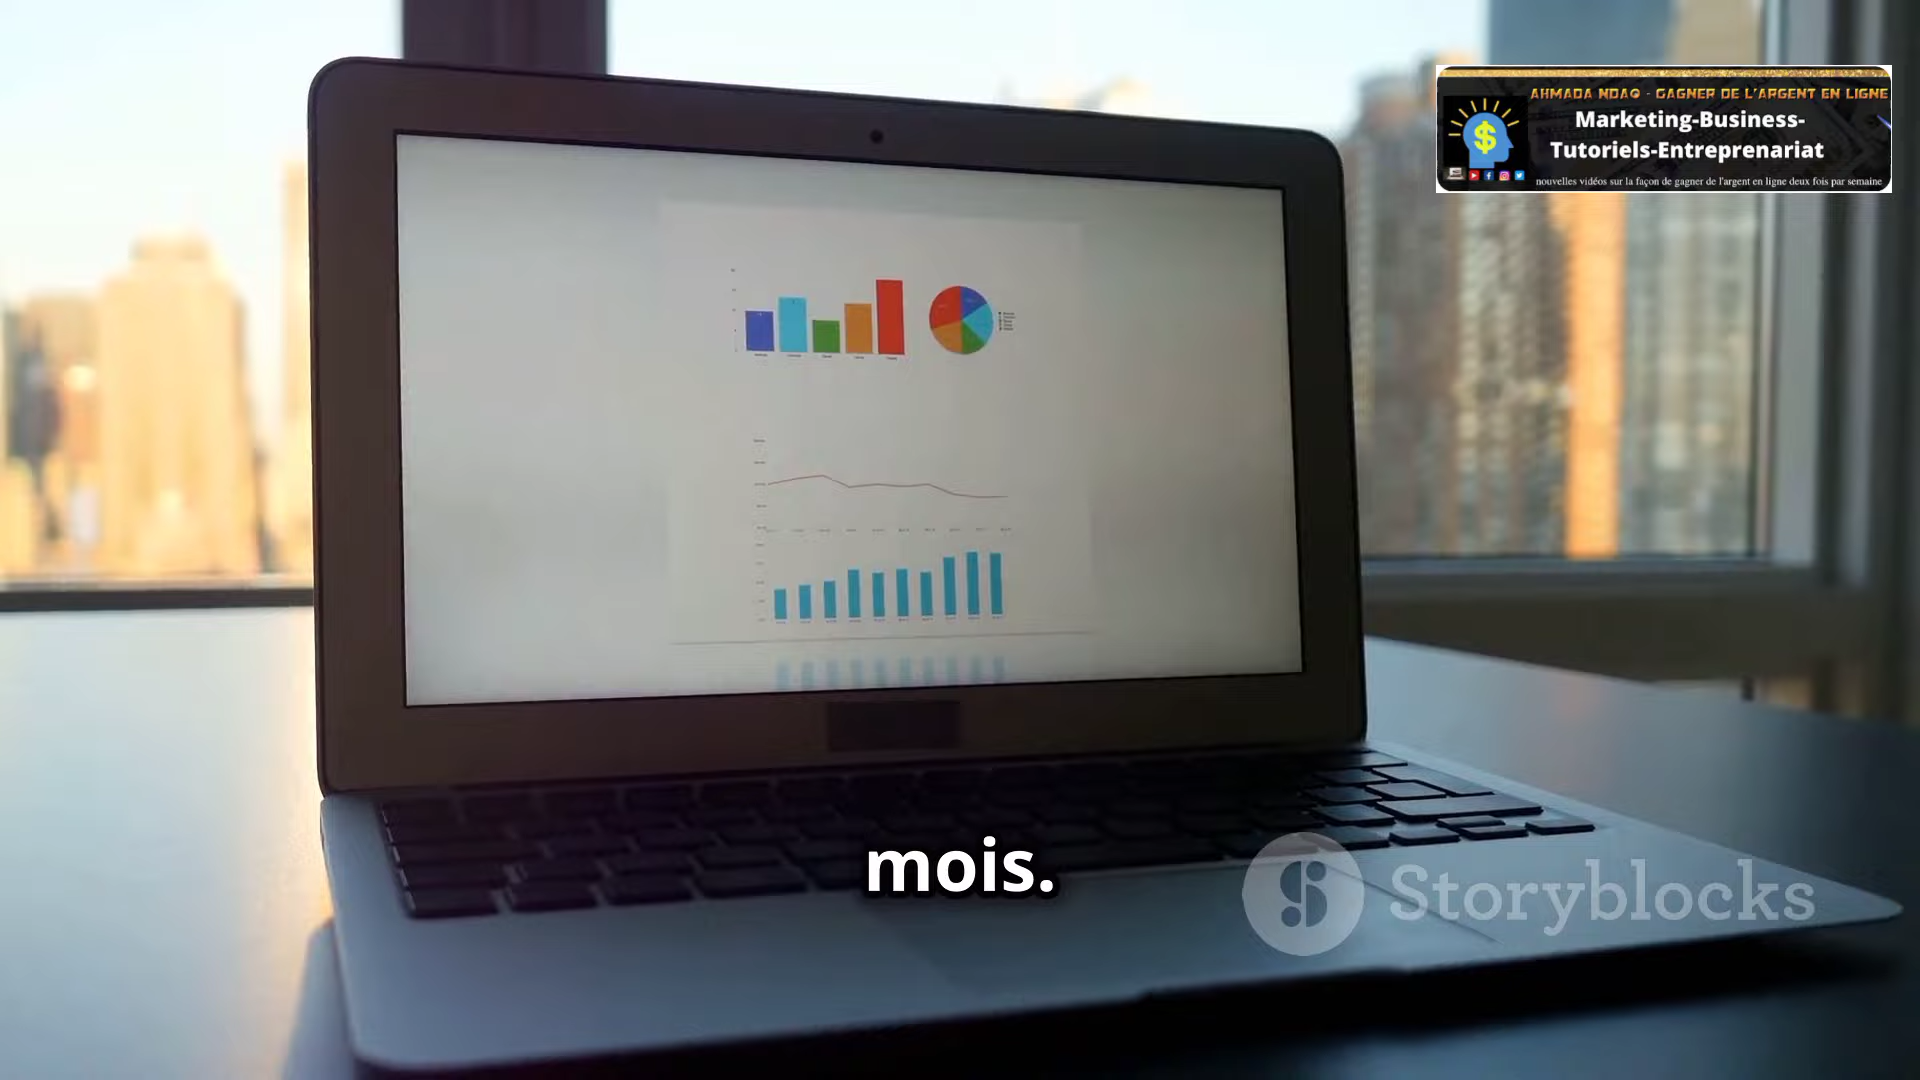 AHMADA NDAQ - GAGNER DE L'ARGENT EN LIGNE
Marketing-Business-
Tutoriels-Entreprenariat
nouvelles vidéos sur la façon de gagner de l'argent en ligne deux fois par semaine
mois.
Storyblocks